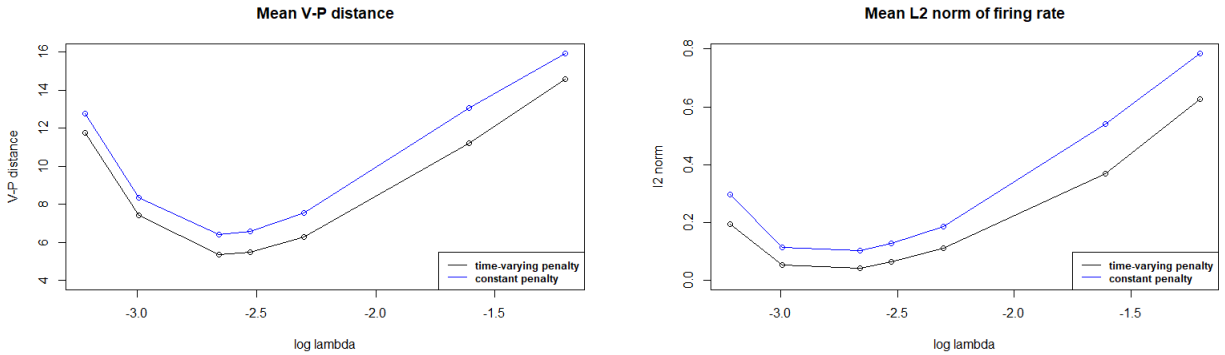 Mean V-P distance
V-P distance
16
14
12
10
8
6
4
-3.0
-2.5
-2.0
-1.5
log lambda
time-varying penalty
constant penalty
Mean L2 norm of firing rate
l2 norm
0.8
0.6
0.4
0.2
0.0
-3.0
-2.5
-2.0
-1.5
log lambda
time-varying penalty
constant penalty